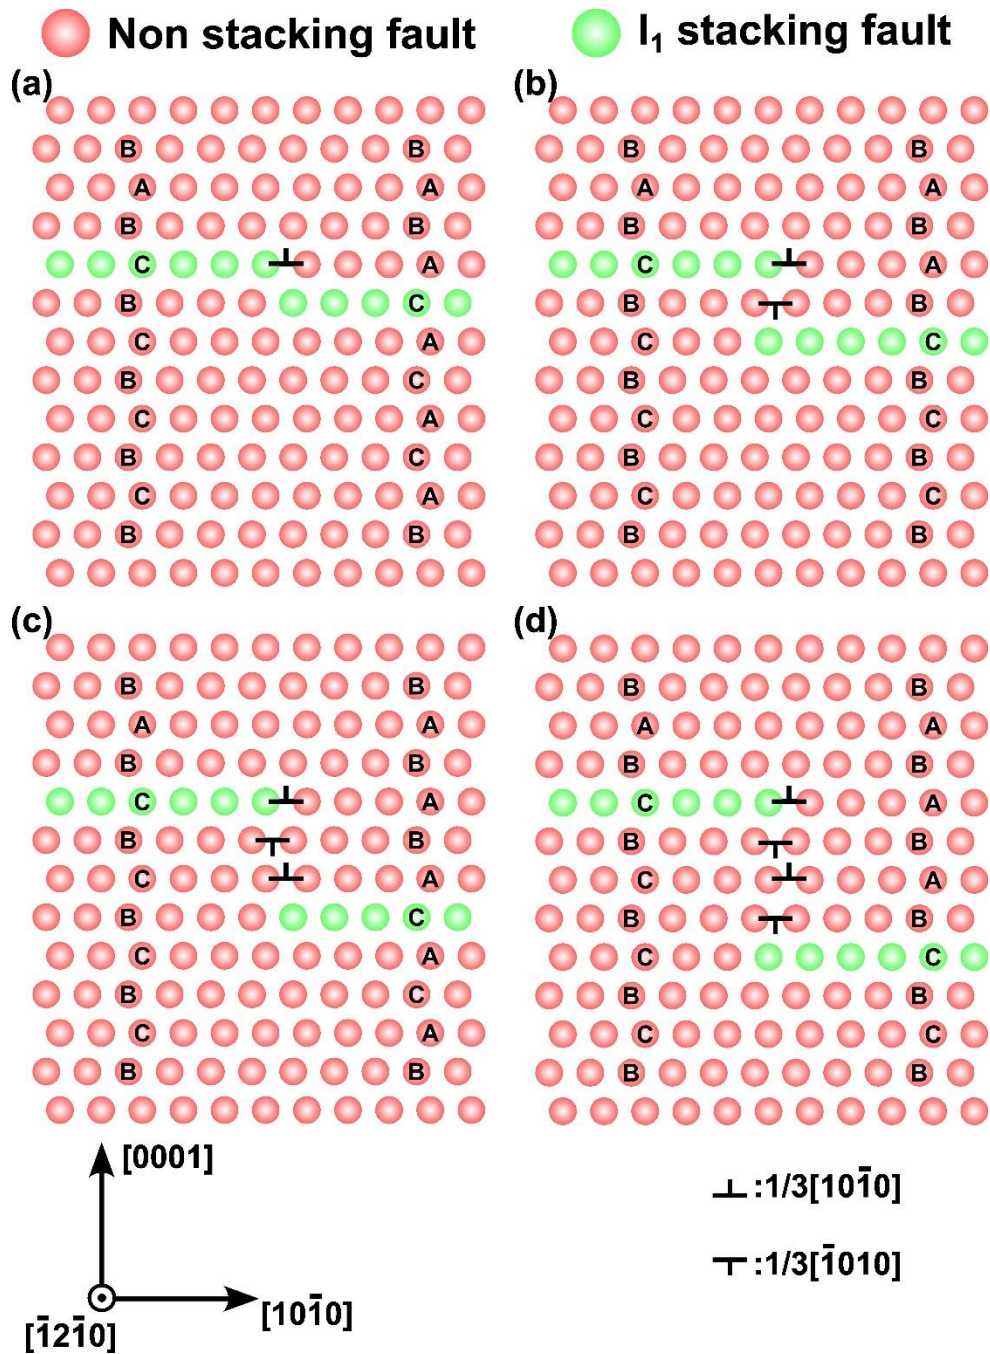 Non stacking fault I₁ stacking fault
(a) (b)
B B B B
A A A A
B B B B
C A C A
B C B B
C A C C
B C B B
C A C C
B C B B
C A C C
B B B B
(c) (d)
B B B B
A A A A
B B B B
C A C A
B B B B
C A C A
B C B B
C A C C
B C B B
C A C C
B B B B
[0001]
:1/3[101̄0]
:1/3[1̄010]
[101̄0]
[1̄21̄0]